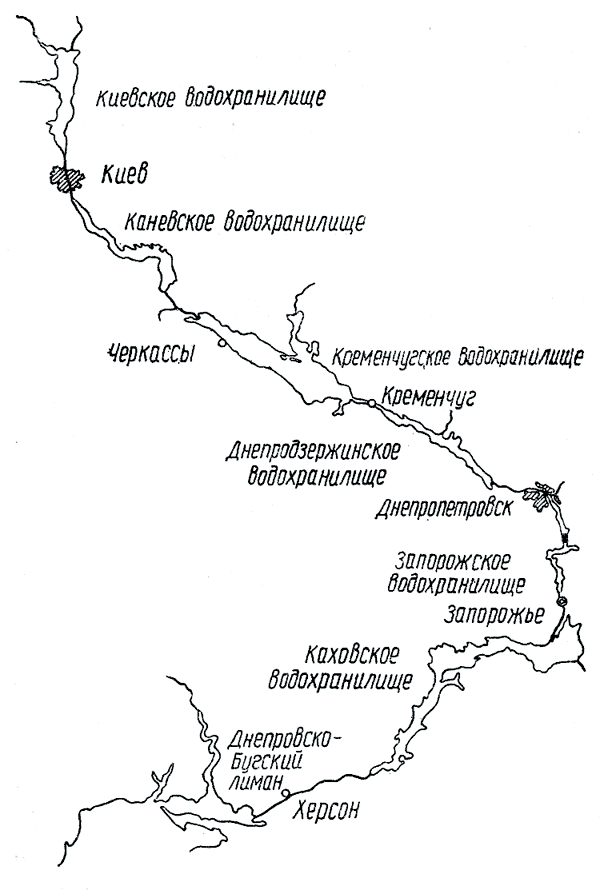 Киевское водохранилище
Киев
Каневское водохранилище
Черкассы
Кременчугское водохранилище
Кременчуг
Днепродзержинское
водохранилище
Днепропетровск
Запорожское
водохранилище
Запорожье
Каховское
водохранилище
Днепровско-
Бугский
лиман
Херсон